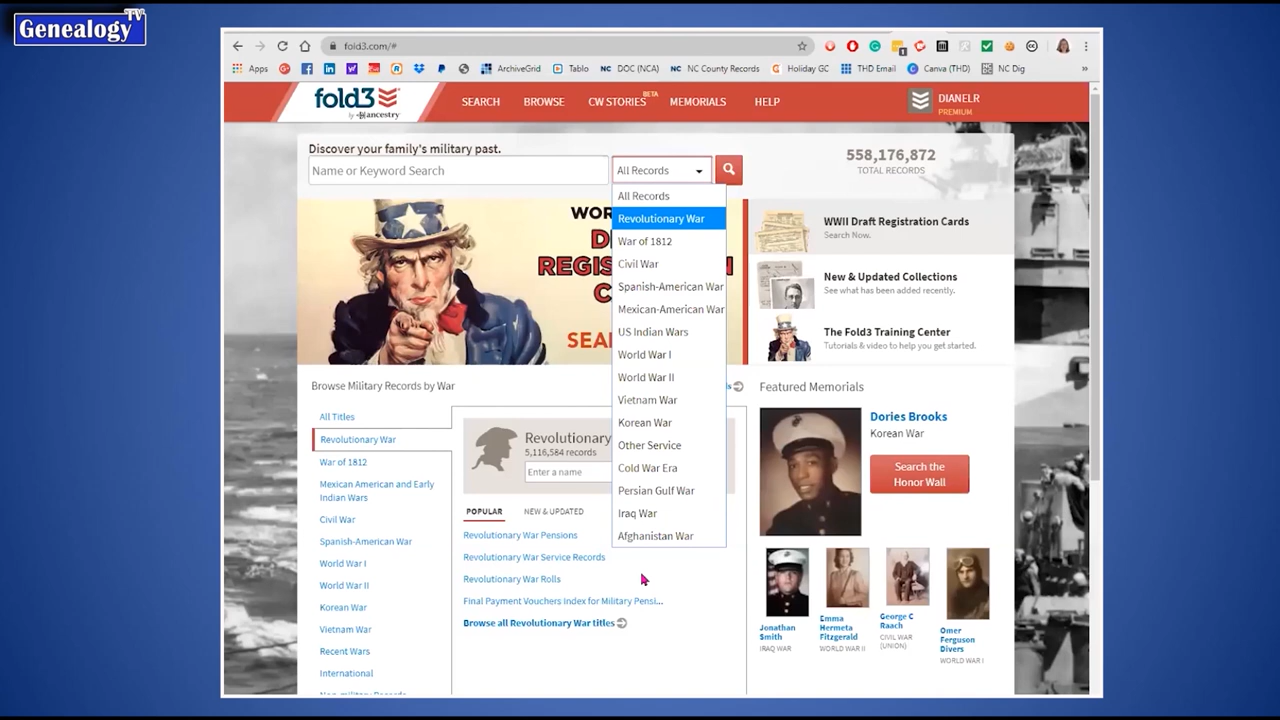 Genealogy TV
fold3.com/#
Apps
ArchiveGrid
Tablo
NC DOC (NCA)
NC NC County Records
Holiday GC
THD Email
Canva (THD)
NC Dig
»
fold3
by ancestry
SEARCH
BROWSE
CW STORIES BETA
MEMORIALS
HELP
DIANELR
PREMIUM
Discover your family's military past.
Name or Keyword Search
All Records
558,176,872
TOTAL RECORDS
All Records
Revolutionary War
War of 1812
Civil War
Spanish-American War
Mexican-American War
US Indian Wars
World War I
World War II
Vietnam War
Korean War
Other Service
Cold War Era
Persian Gulf War
Iraq War
Afghanistan War
WWII Draft Registration Cards
Search Now.
New & Updated Collections
See what has been added recently.
The Fold3 Training Center
Tutorials & video to help you get started.
Browse Military Records by War
All Titles
Revolutionary War
War of 1812
Mexican American and Early
Indian Wars
Civil War
Spanish-American War
World War I
World War II
Korean War
Vietnam War
Recent Wars
International
Revolutionary
5,116,584 records
Enter a name
POPULAR
NEW & UPDATED
Revolutionary War Pensions
Revolutionary War Service Records
Revolutionary War Rolls
Final Payment Vouchers Index for Military Pensi...
Browse all Revolutionary War titles
Featured Memorials
Dories Brooks
Korean War
Search the
Honor Wall
Jonathan
Smith
IRAQ WAR
Emma
Hermeta
Fitzgerald
WORLD WAR II
George C
Raach
CIVIL WAR
(UNION)
Omer
Ferguson
Divers
WORLD WAR I